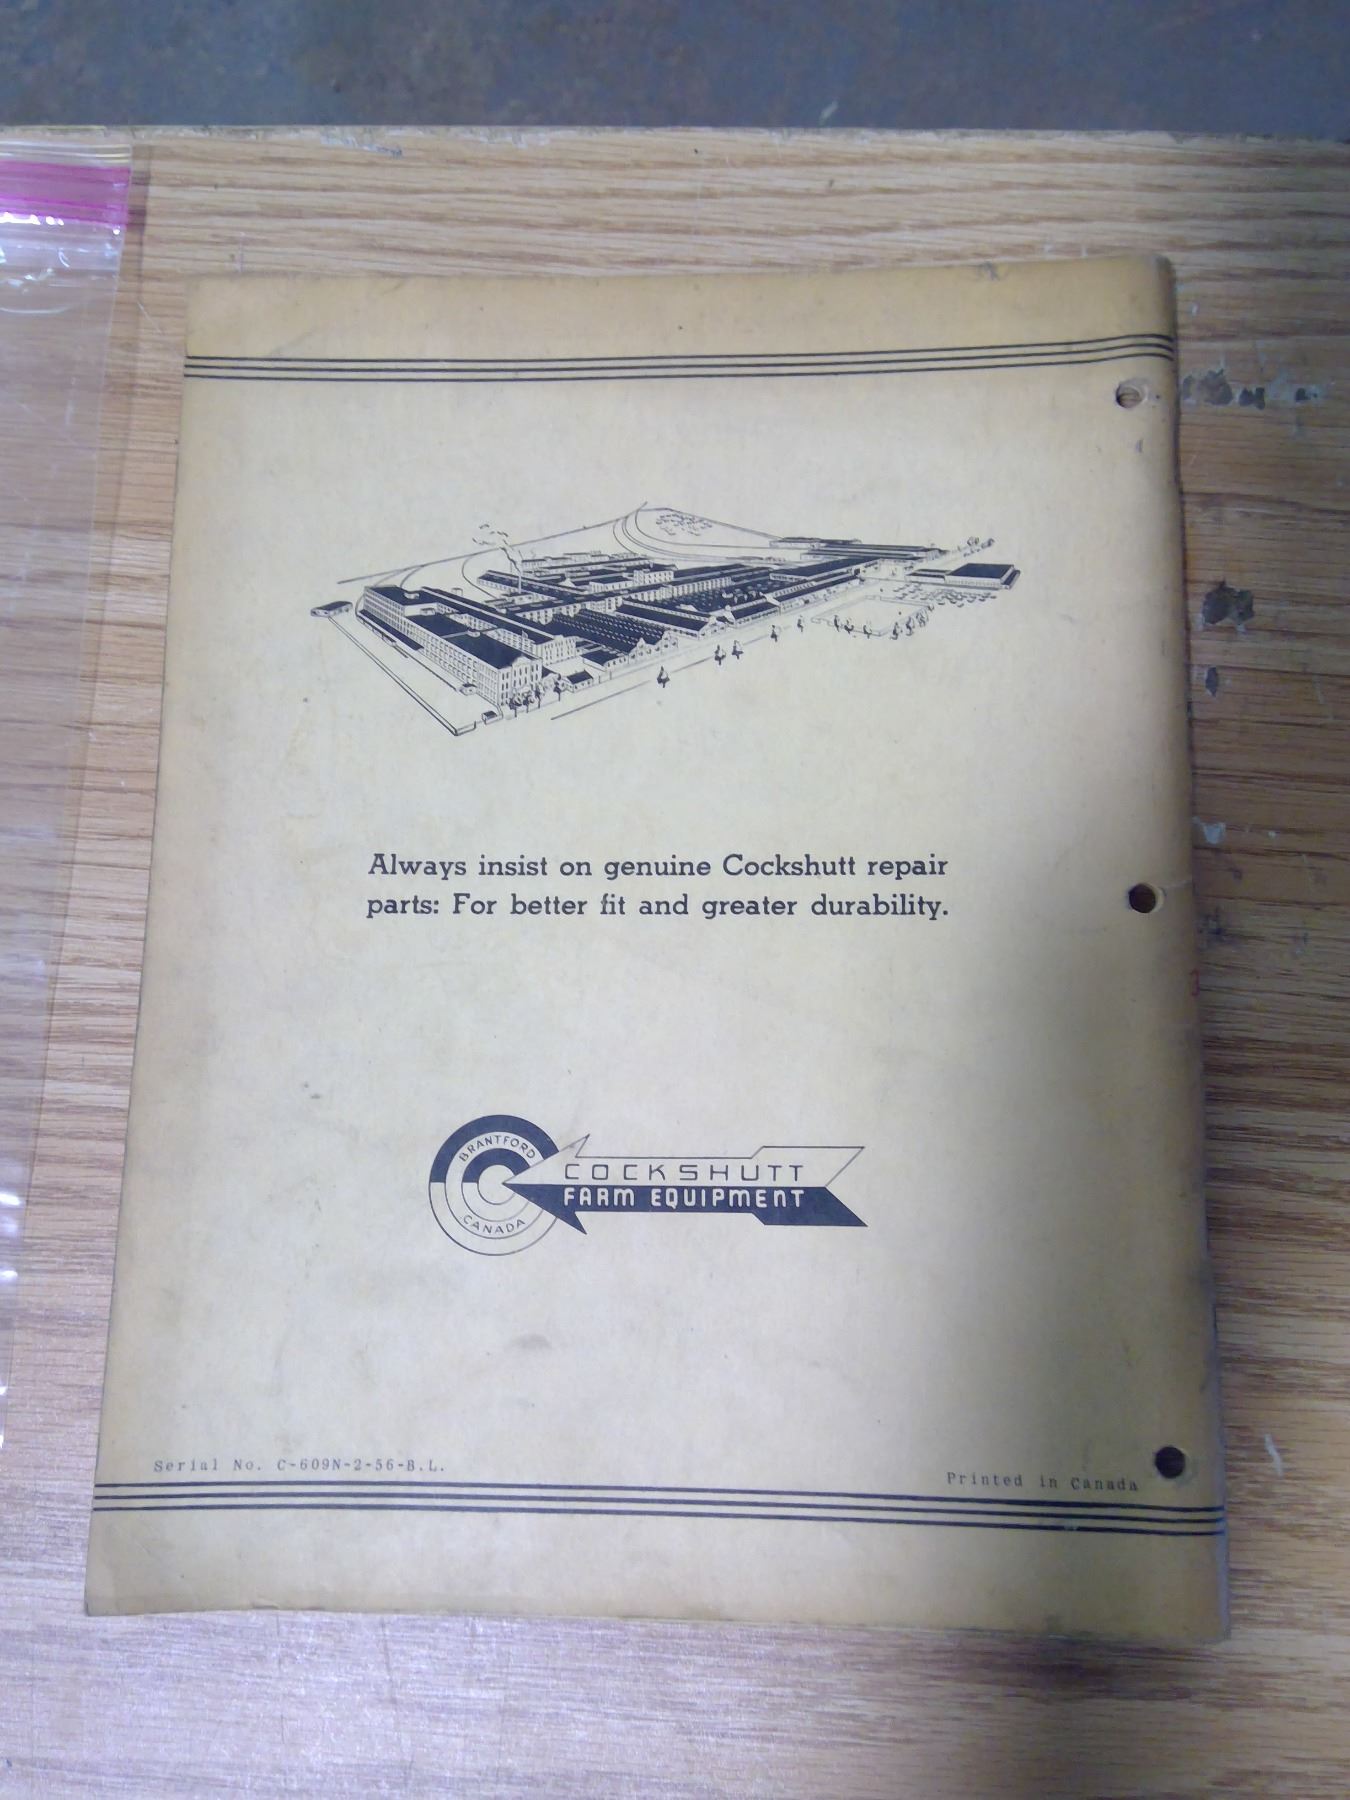 Always insist on genuine Cockshutt repair
parts: For better fit and greater durability.
BRANTFORD
CANADA
COCKSHUTT
FARM EQUIPMENT
Serial No. C-609N-2-56-B.L.
Printed in Canada